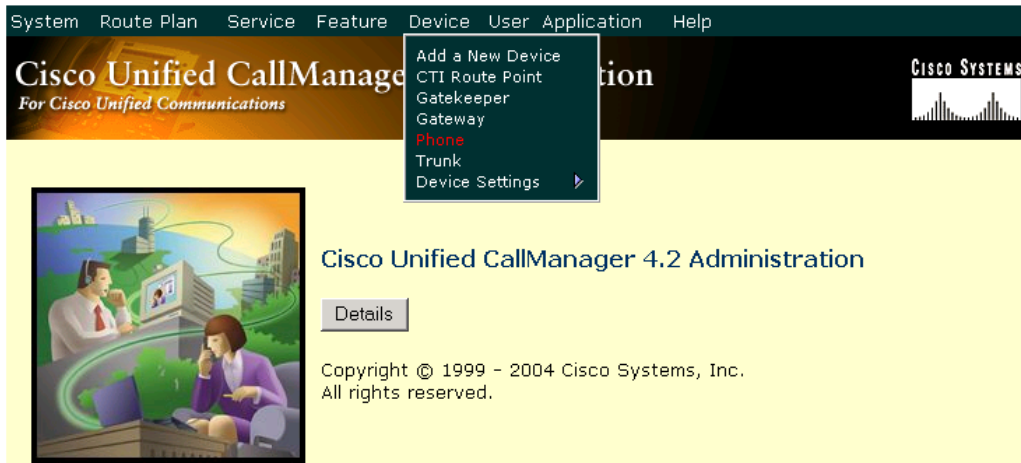 System Route Plan Service Feature Device User Application Help
Cisco Unified CallManage tion
For Cisco Unified Communications
CISCO SYSTEMS
Add a New Device
CTI Route Point
Gatekeeper
Gateway
Phone
Trunk
Device Settings
Cisco Unified CallManager 4.2 Administration
Details
Copyright © 1999 - 2004 Cisco Systems, Inc.
All rights reserved.